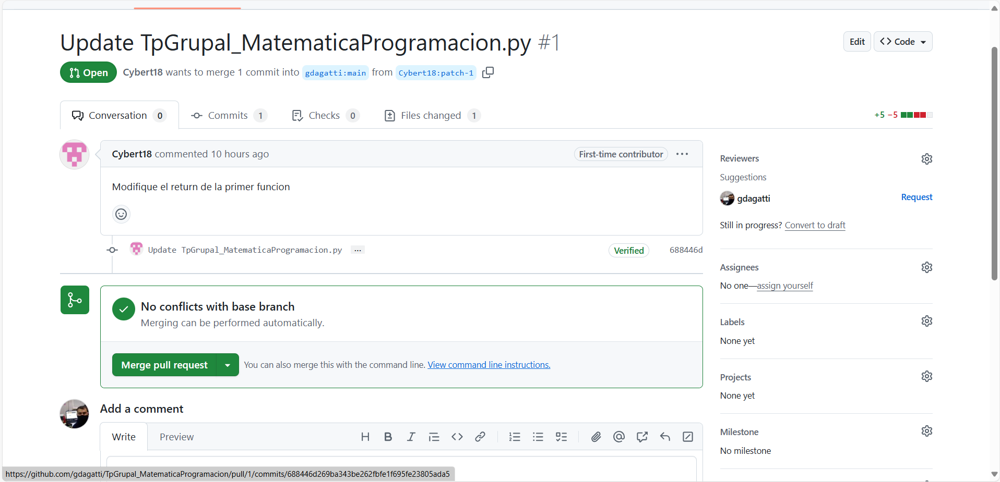 Update TpGrupal_MatematicaProgramacion.py #1
Edit
Code
Open
Cybert18 wants to merge 1 commit into gdagatti:main from Cybert18:patch-1
Conversation 0
Commits 1
Checks 0
Files changed 1
+5 −5
Cybert18 commented 10 hours ago
First-time contributor
Modifique el return de la primer funcion
Update TpGrupal_MatematicaProgramacion.py ...
Verified
688446d
No conflicts with base branch
Merging can be performed automatically.
Merge pull request
You can also merge this with the command line. View command line instructions.
Add a comment
Write
Preview
Reviewers
Suggestions
gdagatti
Request
Still in progress? Convert to draft
Assignees
No one—assign yourself
Labels
None yet
Projects
None yet
Milestone
No milestone
https://github.com/gdagatti/TpGrupal_MatematicaProgramacion/pull/1/commits/688446d269ba343be262fbfe1f695fe23805ada5